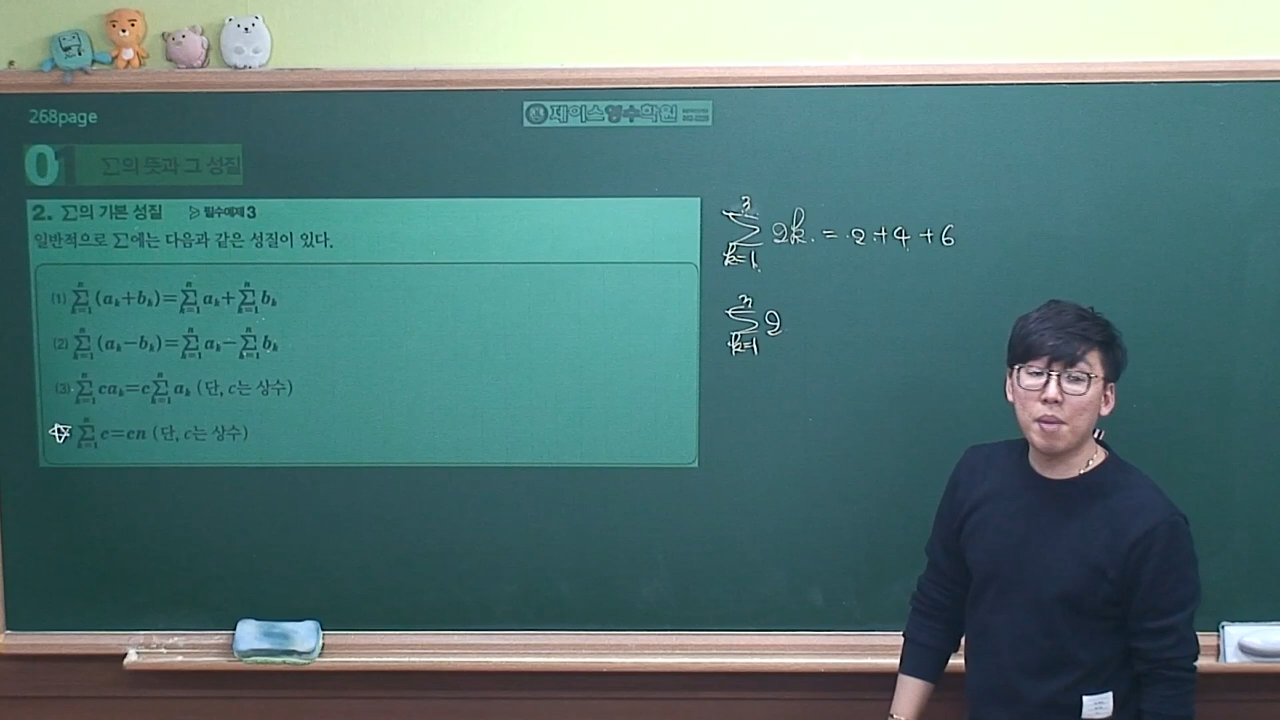 268page
제이스영수학원
01 ∑의 뜻과 그 성질
2. ∑의 기본 성질 ▷ 필수예제 3
일반적으로 ∑에는 다음과 같은 성질이 있다.
(1) ∑_{k=1}^{n} (a_k+b_k)=∑_{k=1}^{n} a_k+∑_{k=1}^{n} b_k
(2) ∑_{k=1}^{n} (a_k-b_k)=∑_{k=1}^{n} a_k-∑_{k=1}^{n} b_k
(3) ∑_{k=1}^{n} ca_k=c∑_{k=1}^{n} a_k (단, c는 상수)
∑_{k=1}^{n} c=cn (단, c는 상수)
∑_{k=1}^{3} 2k = 2+4+6
∑_{k=1}^{3} 2